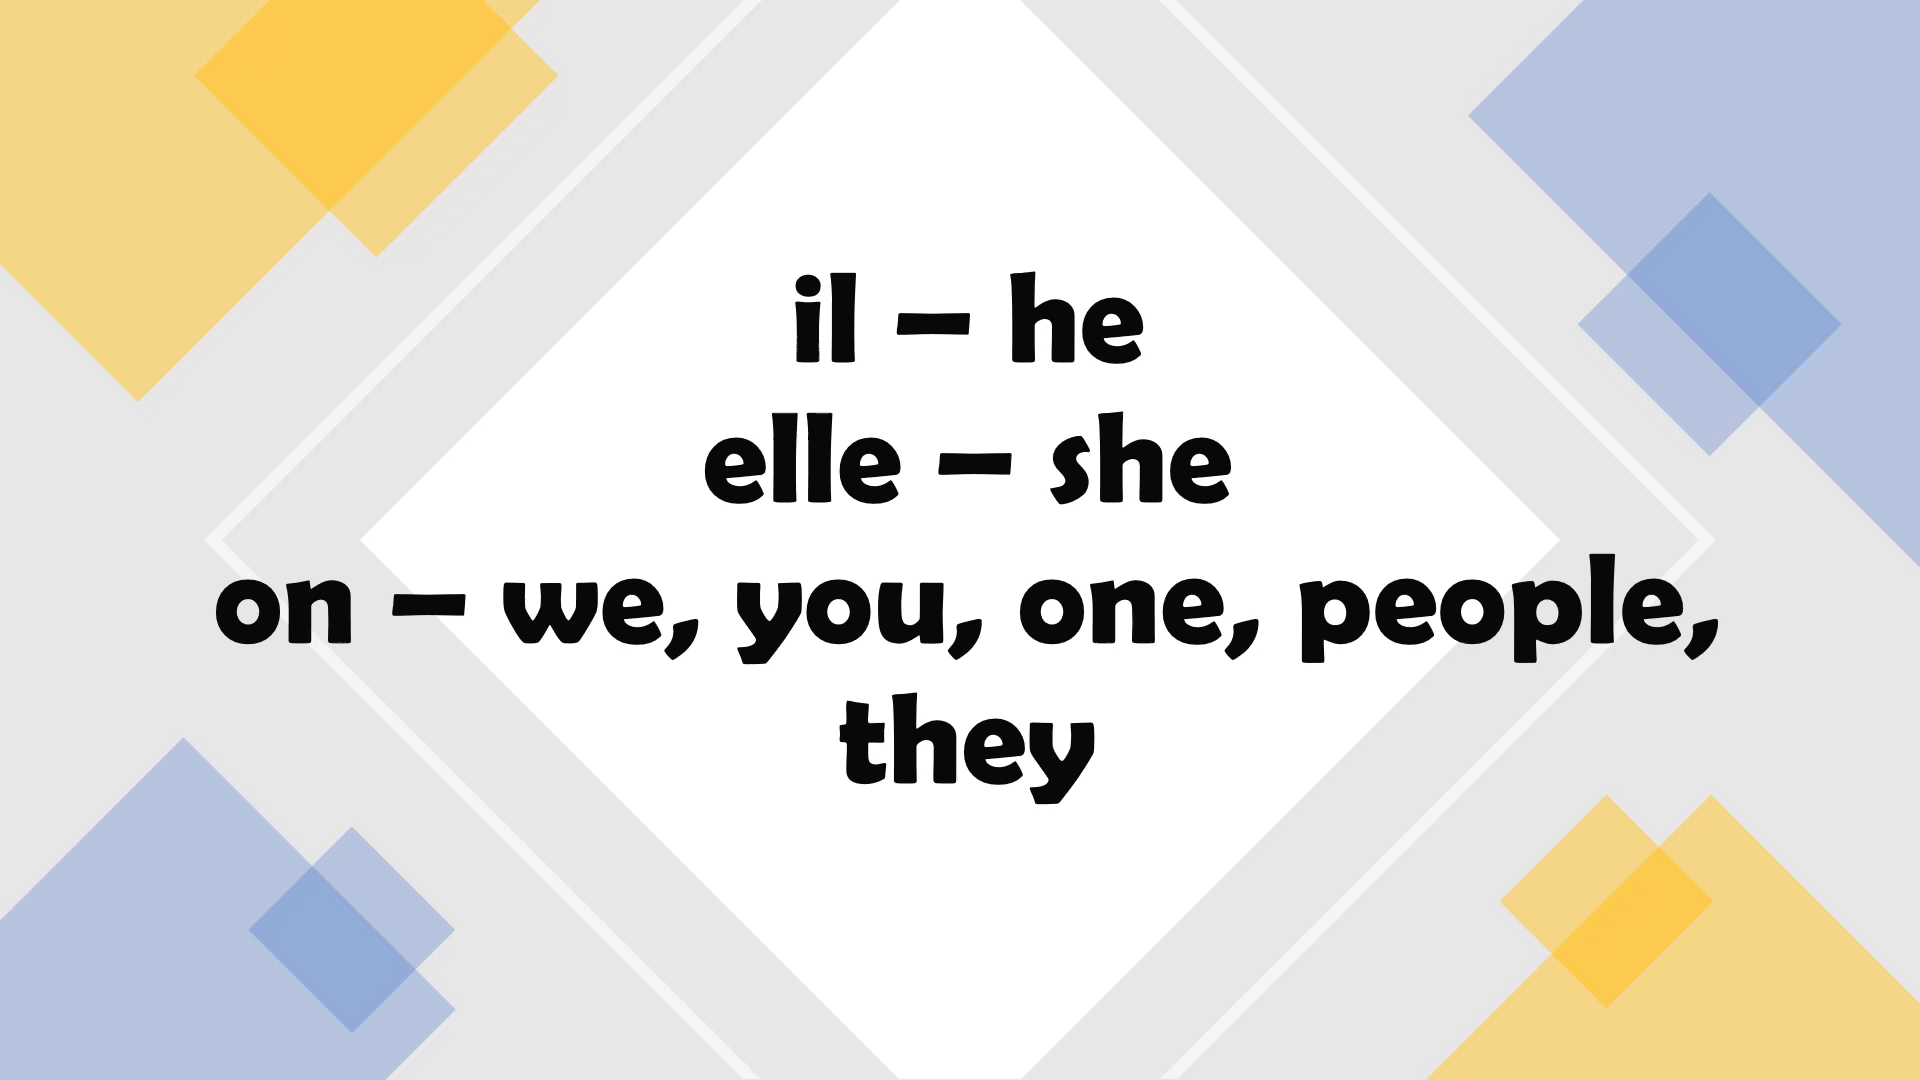 il – he
elle – she
on – we, you, one, people,
they